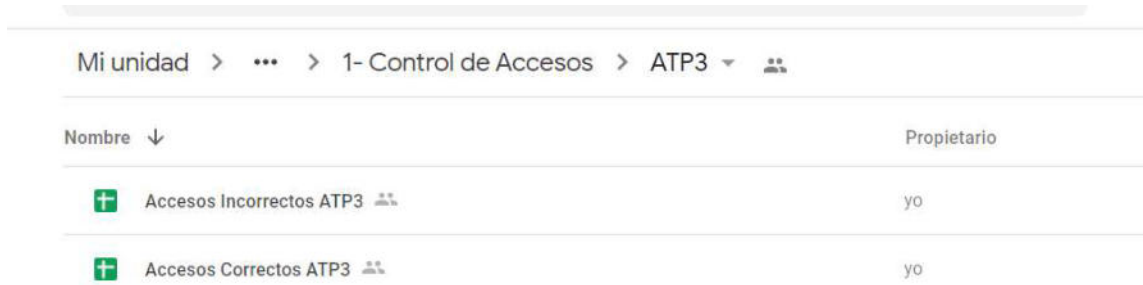 Mi unidad > ... > 1- Control de Accesos > ATP3
Nombre ↓ Propietario
Accesos Incorrectos ATP3 yo
Accesos Correctos ATP3 yo